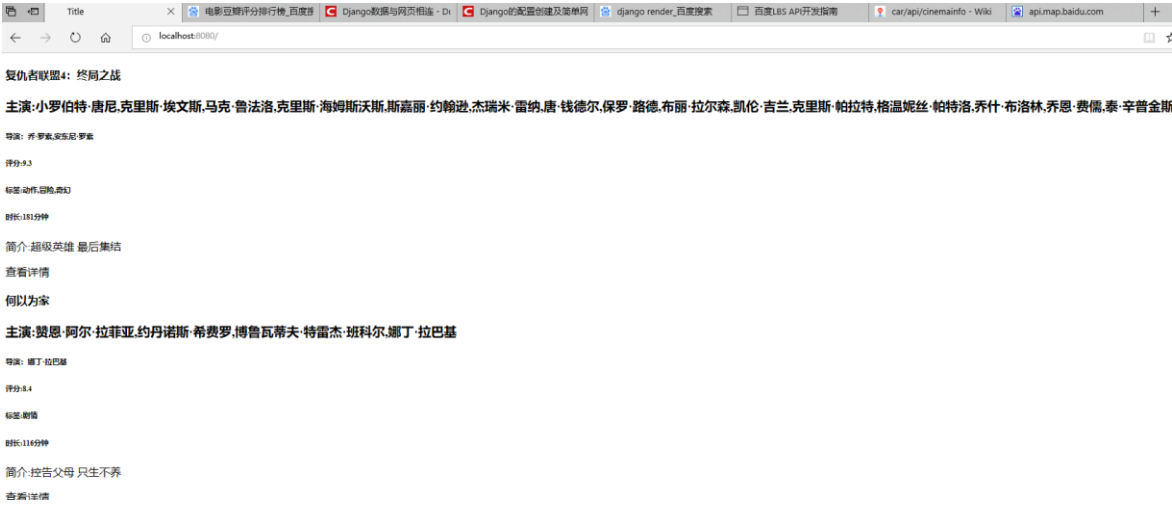 Title
电影豆瓣评分排行榜_百度搜
Django数据与网页相连 - De
Django的配置创建及简单网
django render_百度搜索
百度LBS API开发指南
car/api/cinemainfo - Wiki
api.map.baidu.com
localhost:8080/
复仇者联盟4：终局之战
主演:小罗伯特·唐尼,克里斯·埃文斯,马克·鲁法洛,克里斯·海姆斯沃斯,斯嘉丽·约翰逊,杰瑞米·雷纳,唐·钱德尔,保罗·路德,布丽·拉尔森,凯伦·吉兰,克里斯·帕拉特,格温妮丝·帕特洛,乔什·布洛林,乔恩·费儒,泰·辛普金斯
导演：乔·罗素,安东尼·罗素
评分:9.3
标签:动作,冒险,奇幻
时长:181分钟
简介:超级英雄 最后集结
查看详情
何以为家
主演:赞恩·阿尔·拉菲亚,约丹诺斯·希费罗,博鲁瓦蒂夫·特雷杰·班科尔,娜丁·拉巴基
导演：娜丁·拉巴基
评分:8.4
标签:剧情
时长:116分钟
简介:控告父母 只生不养
查看详情